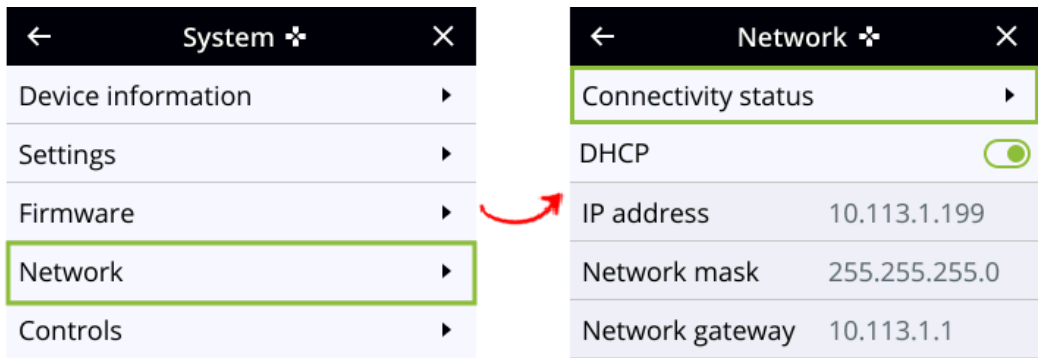 System
Device information
Settings
Firmware
Network
Controls
Network
Connectivity status
DHCP
IP address 10.113.1.199
Network mask 255.255.255.0
Network gateway 10.113.1.1